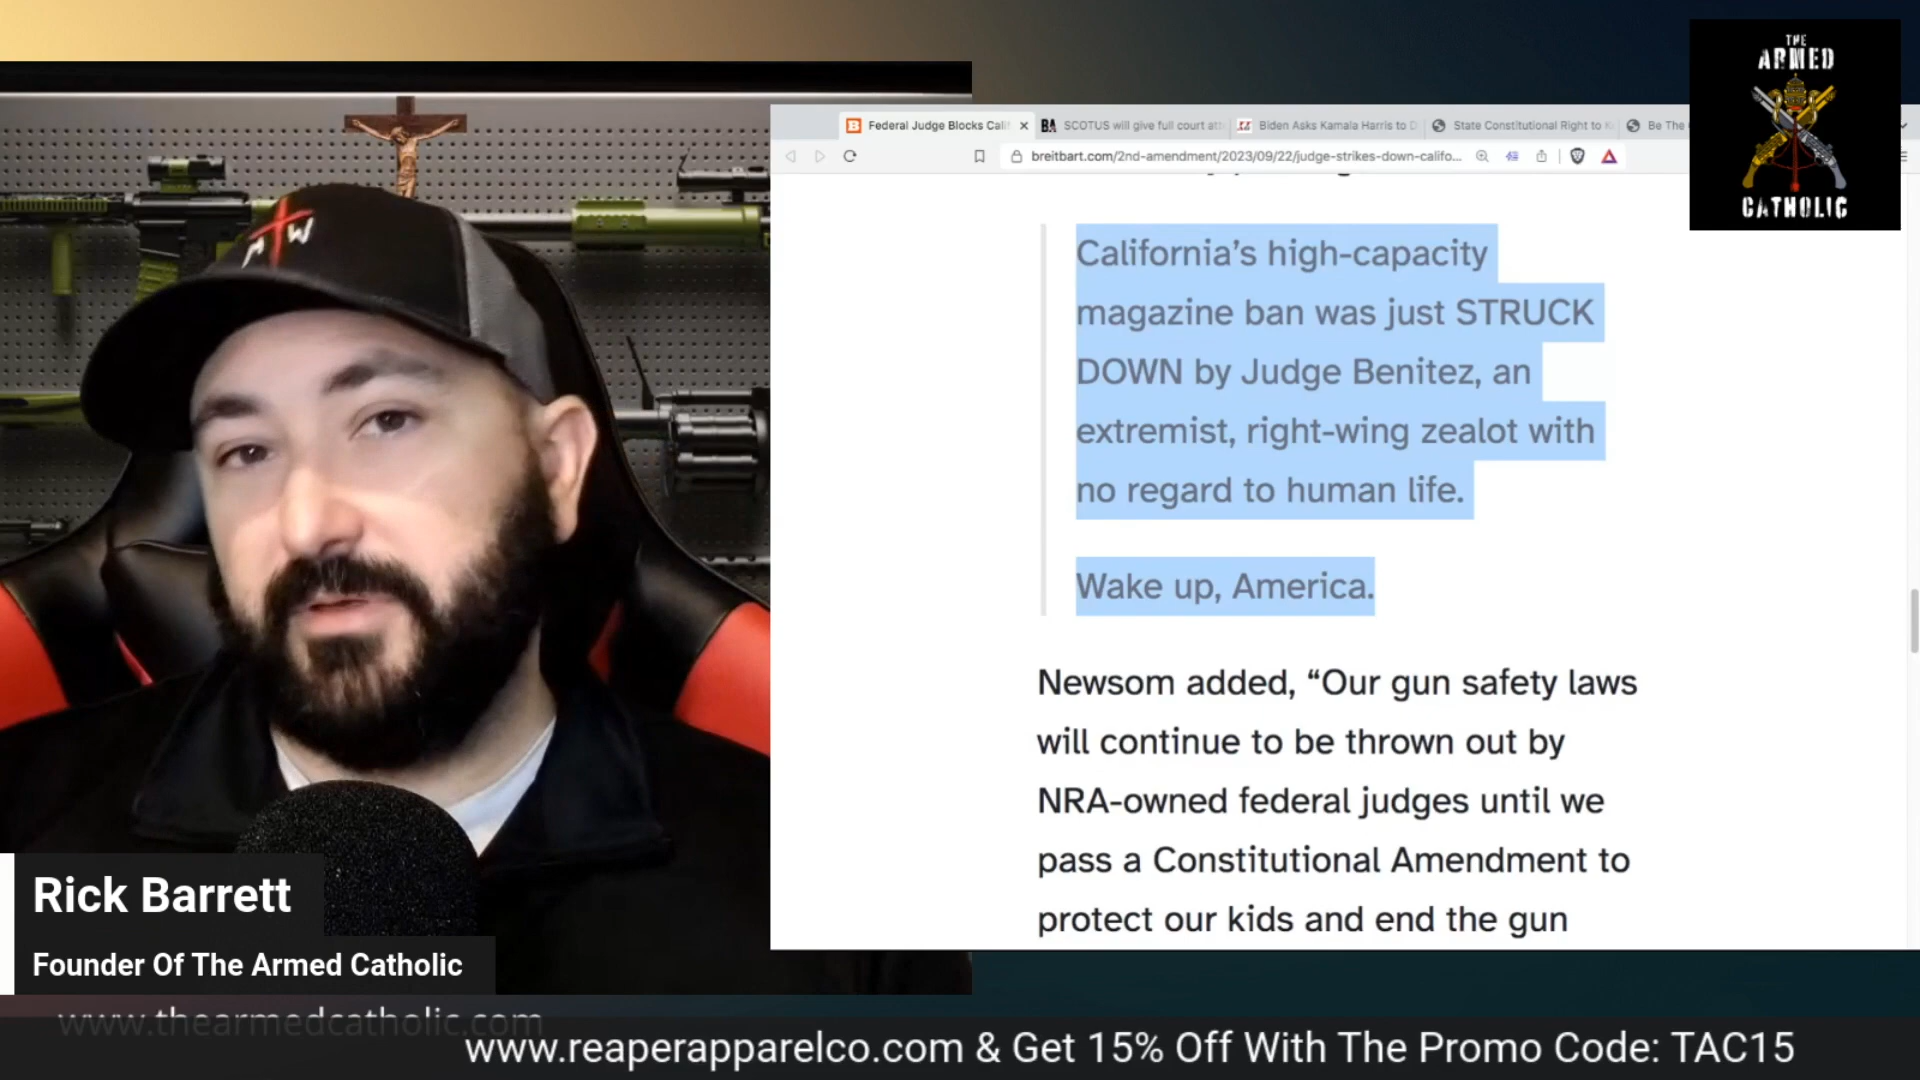 THE
ARMED
CATHOLIC
MTW
Federal Judge Blocks Cali
SCOTUS will give full court att
Biden Asks Kamala Harris to D
State Constitutional Right to K
Be The
breitbart.com/2nd-amendment/2023/09/22/judge-strikes-down-califo...
California’s high-capacity
magazine ban was just STRUCK
DOWN by Judge Benitez, an
extremist, right-wing zealot with
no regard to human life.
Wake up, America.
Newsom added, “Our gun safety laws
will continue to be thrown out by
NRA-owned federal judges until we
pass a Constitutional Amendment to
protect our kids and end the gun
Rick Barrett
Founder Of The Armed Catholic
www.thearmedcatholic.com
www.reaperapparelco.com & Get 15% Off With The Promo Code: TAC15